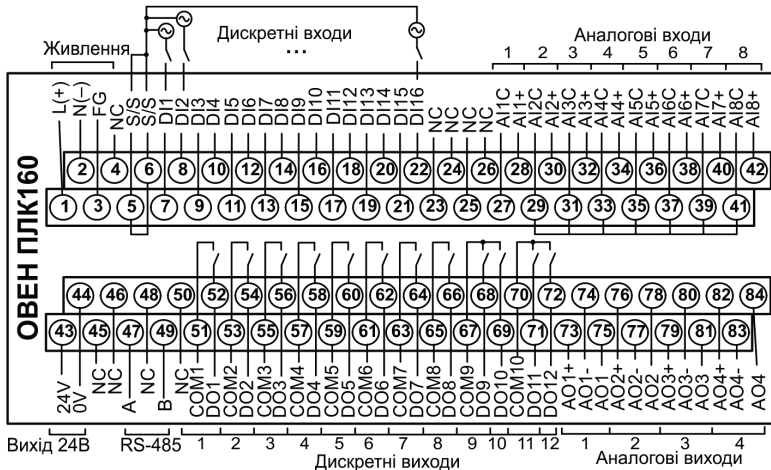 Дискретні входи
...
Аналогові входи
Живлення
1 2 3 4 5 6 7 8
L(+) N(–) FG NC S/S S/S DI1 DI2 DI3 DI4 DI5 DI6 DI7 DI8 DI9 DI10 DI11 DI12 DI13 DI14 DI15 DI16 NC NC NC NC AI1C AI1+ AI2C AI2+ AI3C AI3+ AI4C AI4+ AI5C AI5+ AI6C AI6+ AI7C AI7+ AI8C AI8+
2 4 6 8 10 12 14 16 18 20 22 24 26 28 30 32 34 36 38 40 42
1 3 5 7 9 11 13 15 17 19 21 23 25 27 29 31 33 35 37 39 41
ОВЕН ПЛК160
44 46 48 50 52 54 56 58 60 62 64 66 68 70 72 74 76 78 80 82 84
43 45 47 49 51 53 55 57 59 61 63 65 67 69 71 73 75 77 79 81 83
24V 0V NC NC A NC B NC COM1 DO1 COM2 DO2 COM3 DO3 COM4 DO4 COM5 DO5 COM6 DO6 COM7 DO7 COM8 DO8 COM9 DO9 DO10 COM10 DO11 DO12 AO1+ AO1- AO1 AO2+ AO2- AO2 AO3+ AO3- AO3 AO4+ AO4- AO4
Вихід 24В RS-485 1 2 3 4 5 6 7 8 9 10 11 12 1 2 3 4
Дискретні виходи
Аналогові виходи